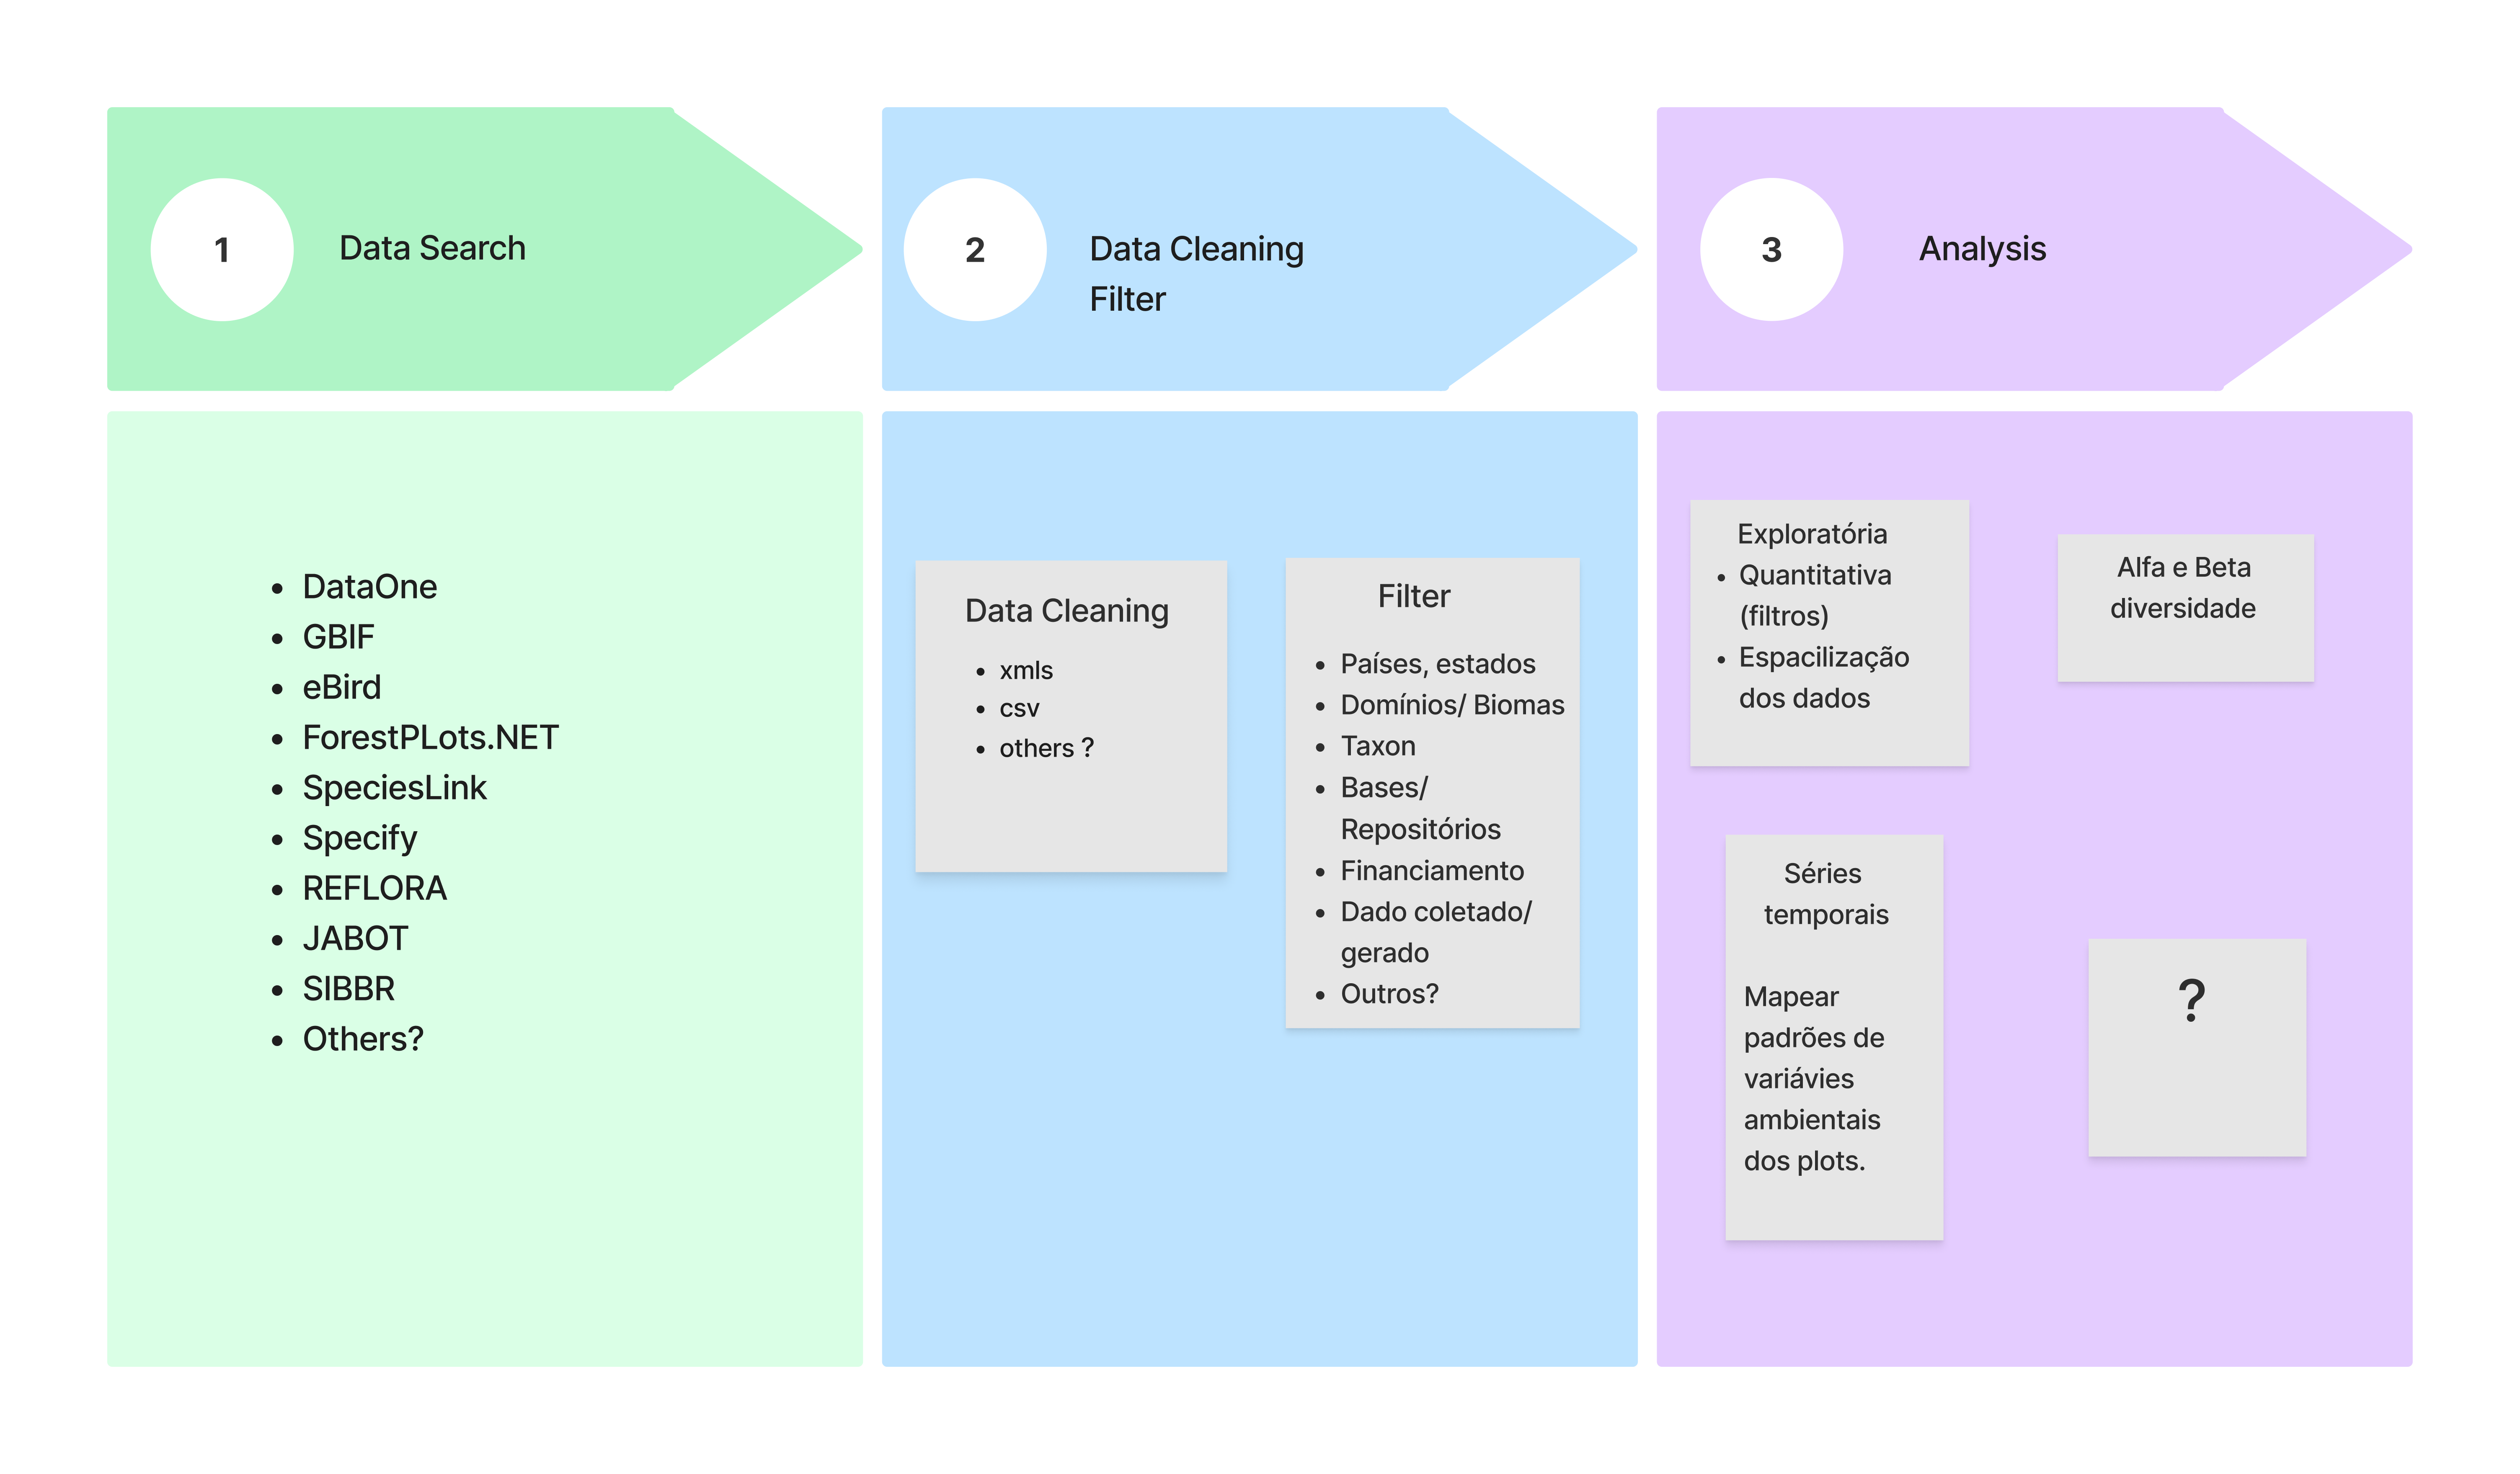 1
Data Search
2
Data Cleaning
Filter
3
Analysis
• DataOne
• GBIF
• eBird
• ForestPLots.NET
• SpeciesLink
• Specify
• REFLORA
• JABOT
• SIBBR
• Others?
Data Cleaning
• xmls
• csv
• others ?
Filter
• Países, estados
• Domínios/ Biomas
• Taxon
• Bases/
Repositórios
• Financiamento
• Dado coletado/
gerado
• Outros?
Exploratória
• Quantitativa
(filtros)
• Espacilização
dos dados
Alfa e Beta
diversidade
Séries
temporais
Mapear
padrões de
variávies
ambientais
dos plots.
?